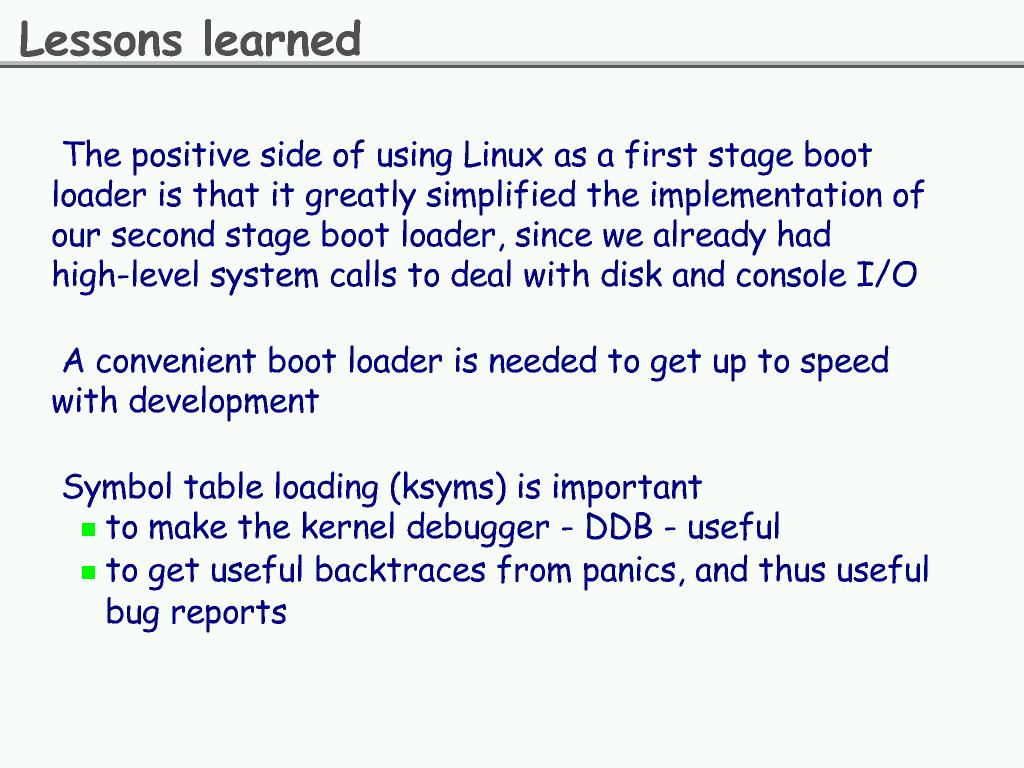 Lessons learned
The positive side of using Linux as a first stage boot
loader is that it greatly simplified the implementation of
our second stage boot loader, since we already had
high-level system calls to deal with disk and console I/O
A convenient boot loader is needed to get up to speed
with development
Symbol table loading (ksyms) is important
to make the kernel debugger - DDB - useful
to get useful backtraces from panics, and thus useful
bug reports